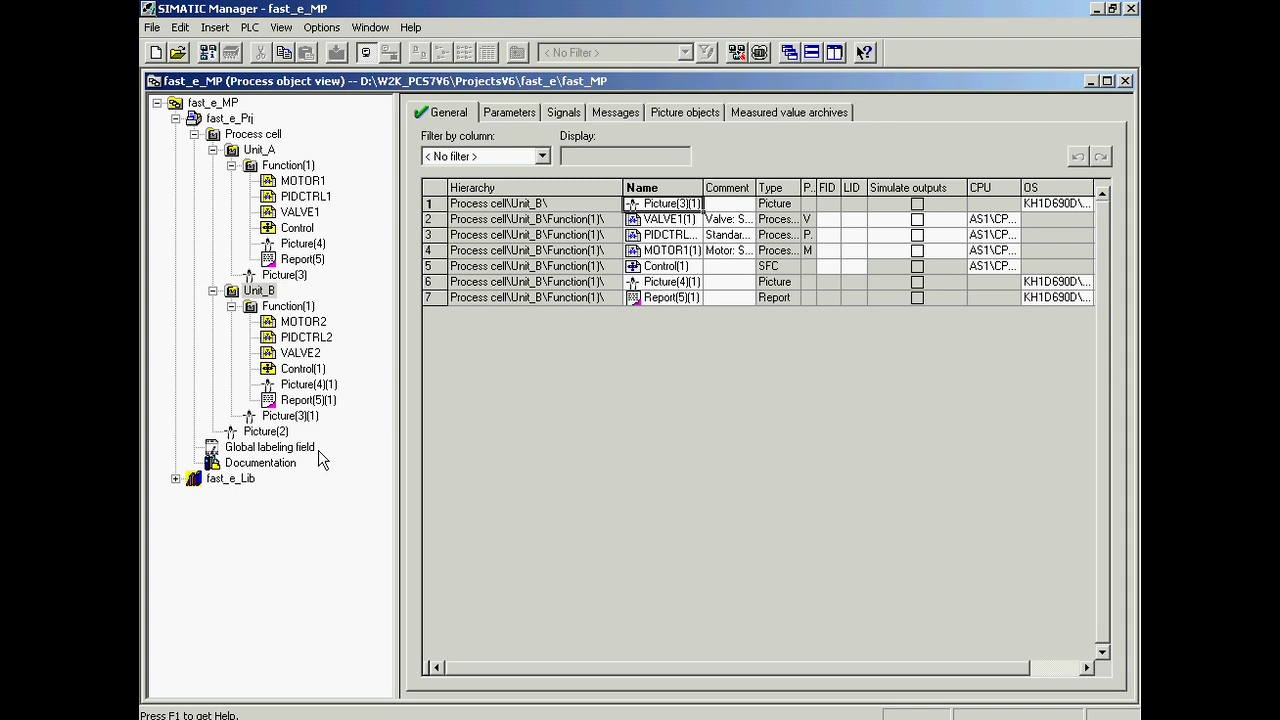 SIMATIC Manager - fast_e_MP
File Edit Insert PLC View Options Window Help
< No Filter >
fast_e_MP (Process object view) -- D:\W2K_PCS7V6\ProjectsV6\fast_e\fast_MP
fast_e_MP
fast_e_Prj
Process cell
Unit_A
Function(1)
MOTOR1
PIDCTRL1
VALVE1
Control
Picture(4)
Report(5)
Picture(3)
Unit_B
Function(1)
MOTOR2
PIDCTRL2
VALVE2
Control(1)
Picture(4)(1)
Report(5)(1)
Picture(3)(1)
Picture(2)
Global labeling field
Documentation
fast_e_Lib
General Parameters Signals Messages Picture objects Measured value archives
Filter by column: Display:
< No filter >
Hierarchy Name Comment Type P.. FID LID Simulate outputs CPU OS
1 Process cell\Unit_B\ Picture(3)(1) Picture KH1D690D\...
2 Process cell\Unit_B\Function(1)\ VALVE1(1) Valve: S... Proces... V AS1\CP...
3 Process cell\Unit_B\Function(1)\ PIDCTRL... Standar... Proces... P. AS1\CP...
4 Process cell\Unit_B\Function(1)\ MOTOR1(1) Motor: S... Proces... M AS1\CP...
5 Process cell\Unit_B\Function(1)\ Control(1) SFC AS1\CP...
6 Process cell\Unit_B\Function(1)\ Picture(4)(1) Picture KH1D690D\...
7 Process cell\Unit_B\Function(1)\ Report(5)(1) Report KH1D690D\...
Press F1 to get Help.